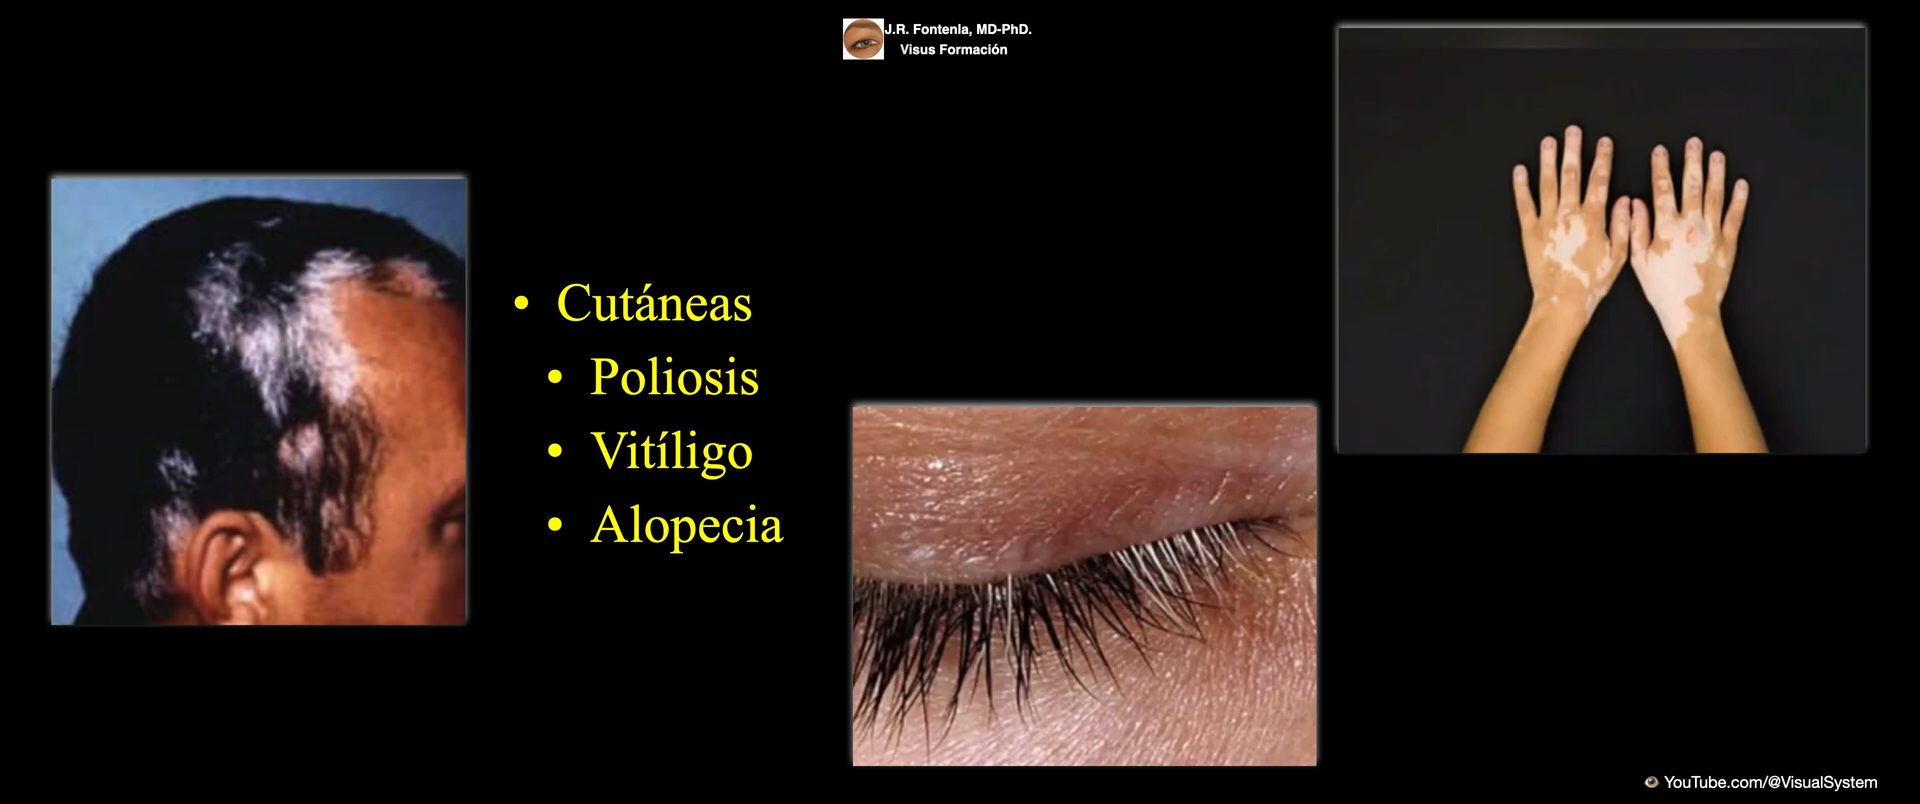 J.R. Fontenla, MD-PhD.
Visus Formación
• Cutáneas
• Poliosis
• Vitíligo
• Alopecia
YouTube.com/@VisualSystem